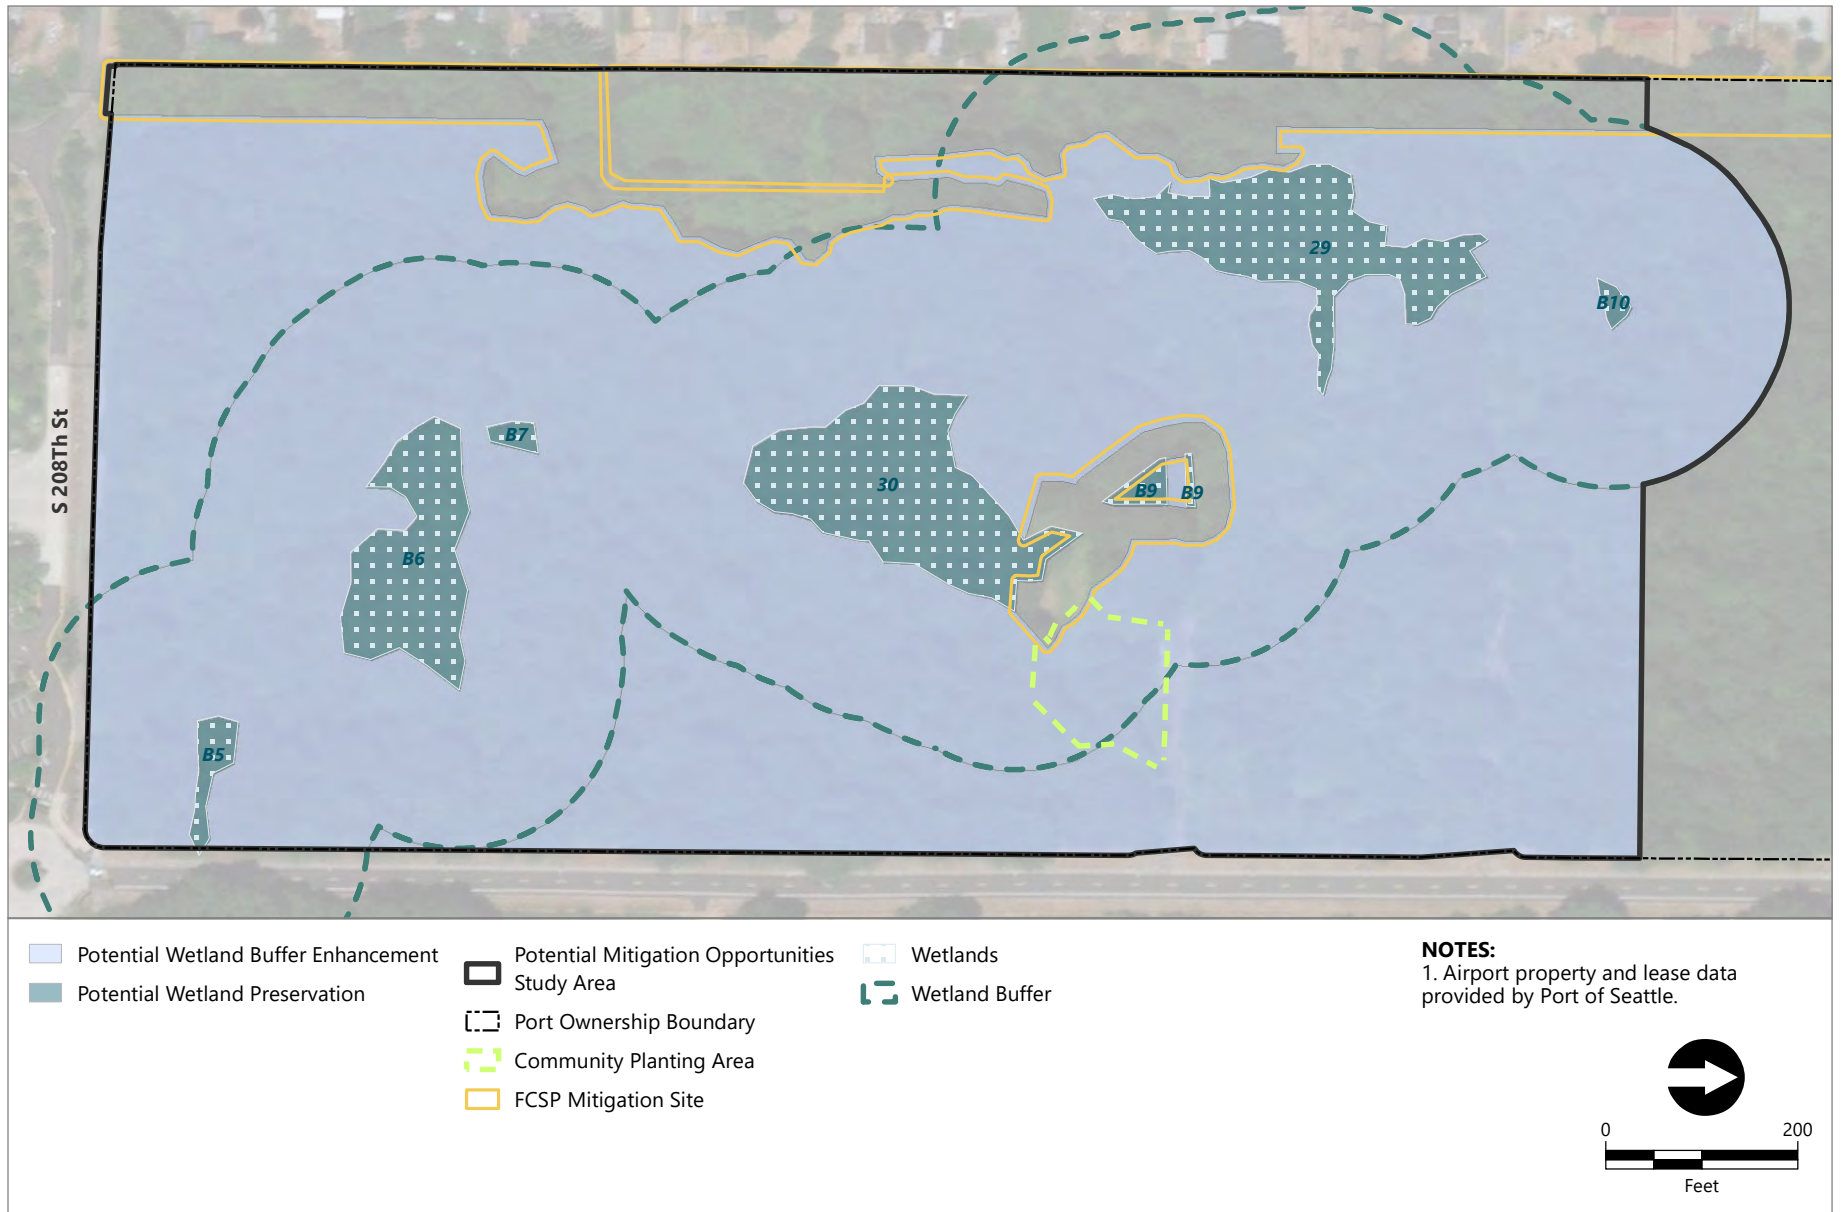 29
B10
S 208Th St
B7
30
B9
B9
B6
B5
Potential Wetland Buffer Enhancement
Potential Wetland Preservation
Potential Mitigation Opportunities
Study Area
Port Ownership Boundary
Community Planting Area
FCSP Mitigation Site
Wetlands
Wetland Buffer
NOTES:
1. Airport property and lease data
provided by Port of Seattle.
0 200
Feet